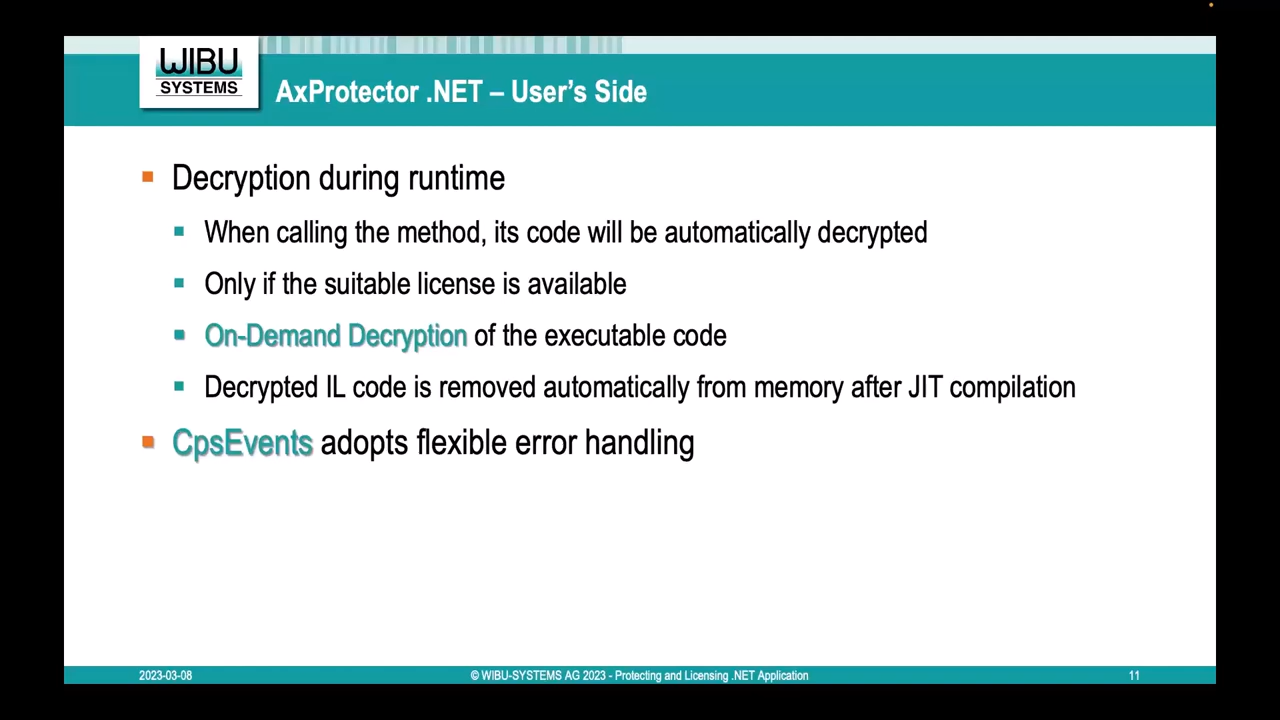 WIBU
SYSTEMS
AxProtector .NET – User's Side
Decryption during runtime
When calling the method, its code will be automatically decrypted
Only if the suitable license is available
On-Demand Decryption of the executable code
Decrypted IL code is removed automatically from memory after JIT compilation
CpsEvents adopts flexible error handling
2023-03-08
© WIBU-SYSTEMS AG 2023 - Protecting and Licensing .NET Application
11